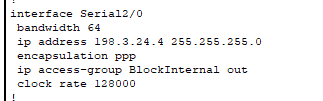 !
interface Serial2/0
bandwidth 64
ip address 198.3.24.4 255.255.255.0
encapsulation ppp
ip access-group BlockInternal out
clock rate 128000
!